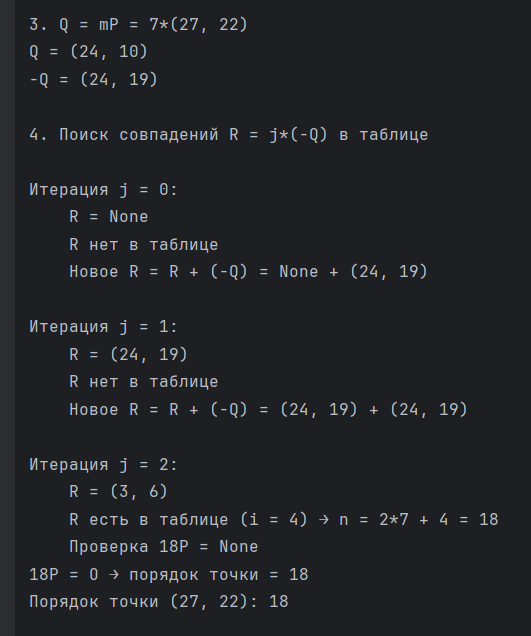 3. Q = mP = 7*(27, 22)
Q = (24, 10)
-Q = (24, 19)
4. Поиск совпадений R = j*(-Q) в таблице
Итерация j = 0:
R = None
R нет в таблице
Новое R = R + (-Q) = None + (24, 19)
Итерация j = 1:
R = (24, 19)
R нет в таблице
Новое R = R + (-Q) = (24, 19) + (24, 19)
Итерация j = 2:
R = (3, 6)
R есть в таблице (i = 4) → n = 2*7 + 4 = 18
Проверка 18P = None
18P = O → порядок точки = 18
Порядок точки (27, 22): 18